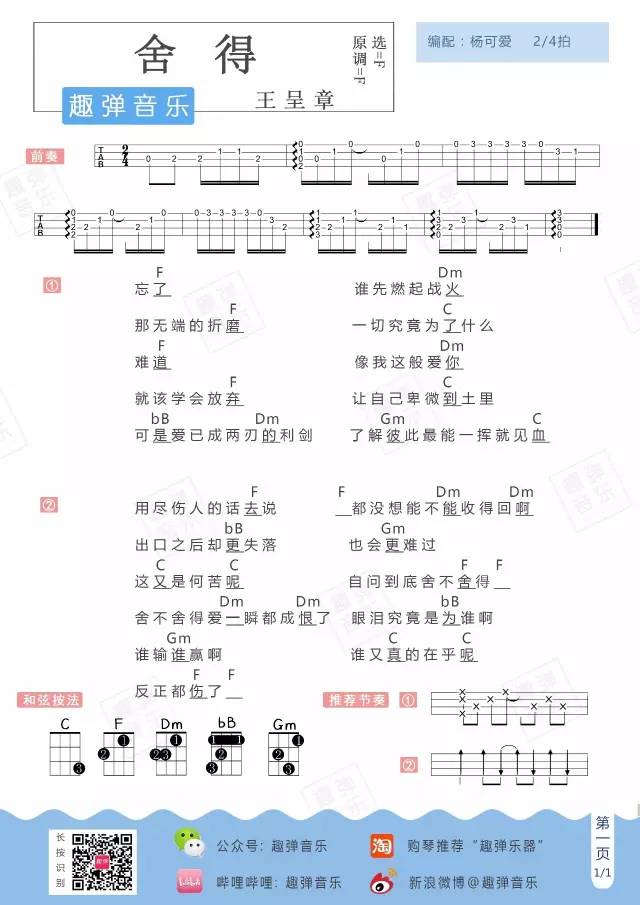 舍得
原调=F 选=F
编配：杨可爱 2/4拍
趣弹音乐
王呈章
前奏
①
F Dm
忘了 谁先燃起战火
F C
那无端的折磨 一切究竟为了什么
F Dm
难道 像我这般爱你
F C
就该学会放弃 让自己卑微到土里
bB Dm Gm C
可是爱已成两刃的利剑 了解彼此最能一挥就见血
②
F F Dm Dm
用尽伤人的话去说 都没想能不能收得回啊
bB Gm
出口之后却更失落 也会更难过
C C F F
这又是何苦呢 自问到底舍不舍得
Dm Dm bB
舍不舍得爱一瞬都成恨了 眼泪究竟是为谁啊
Gm C C
谁输谁赢啊 谁又真的在乎呢
F F
反正都伤了
和弦按法
C F Dm bB Gm
推荐节奏
①
②
长按识别
公众号：趣弹音乐
购琴推荐“趣弹乐器”
哔哩哔哩：趣弹音乐
新浪微博@趣弹音乐
第一页
1/1